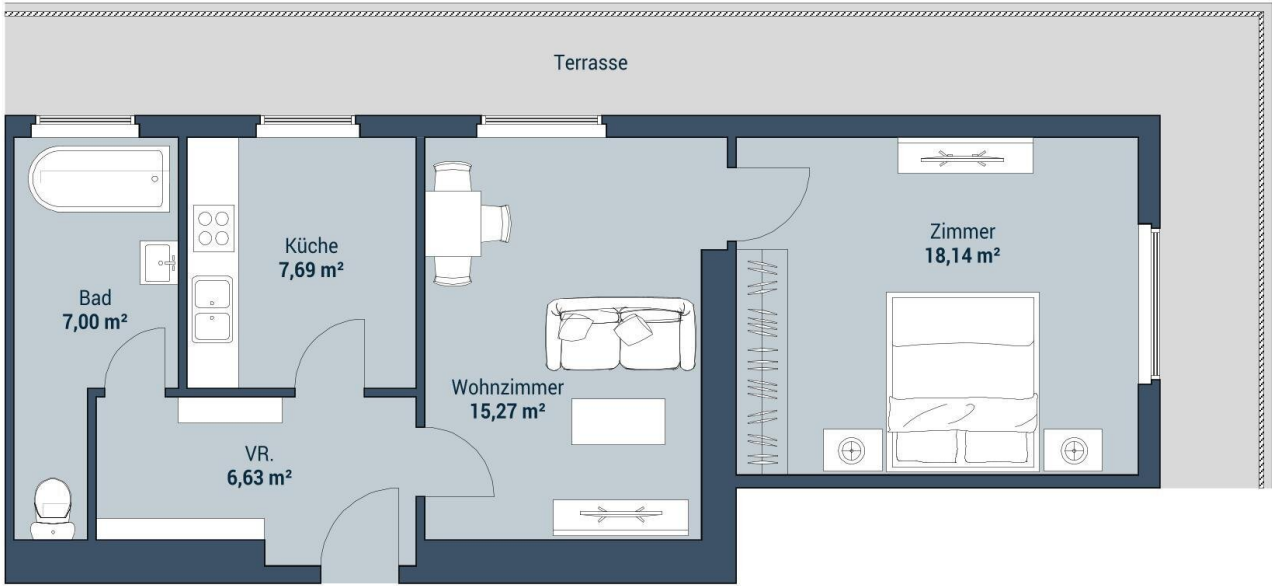 Terrasse
Küche
7,69 m²
Zimmer
18,14 m²
Bad
7,00 m²
Wohnzimmer
15,27 m²
VR.
6,63 m²